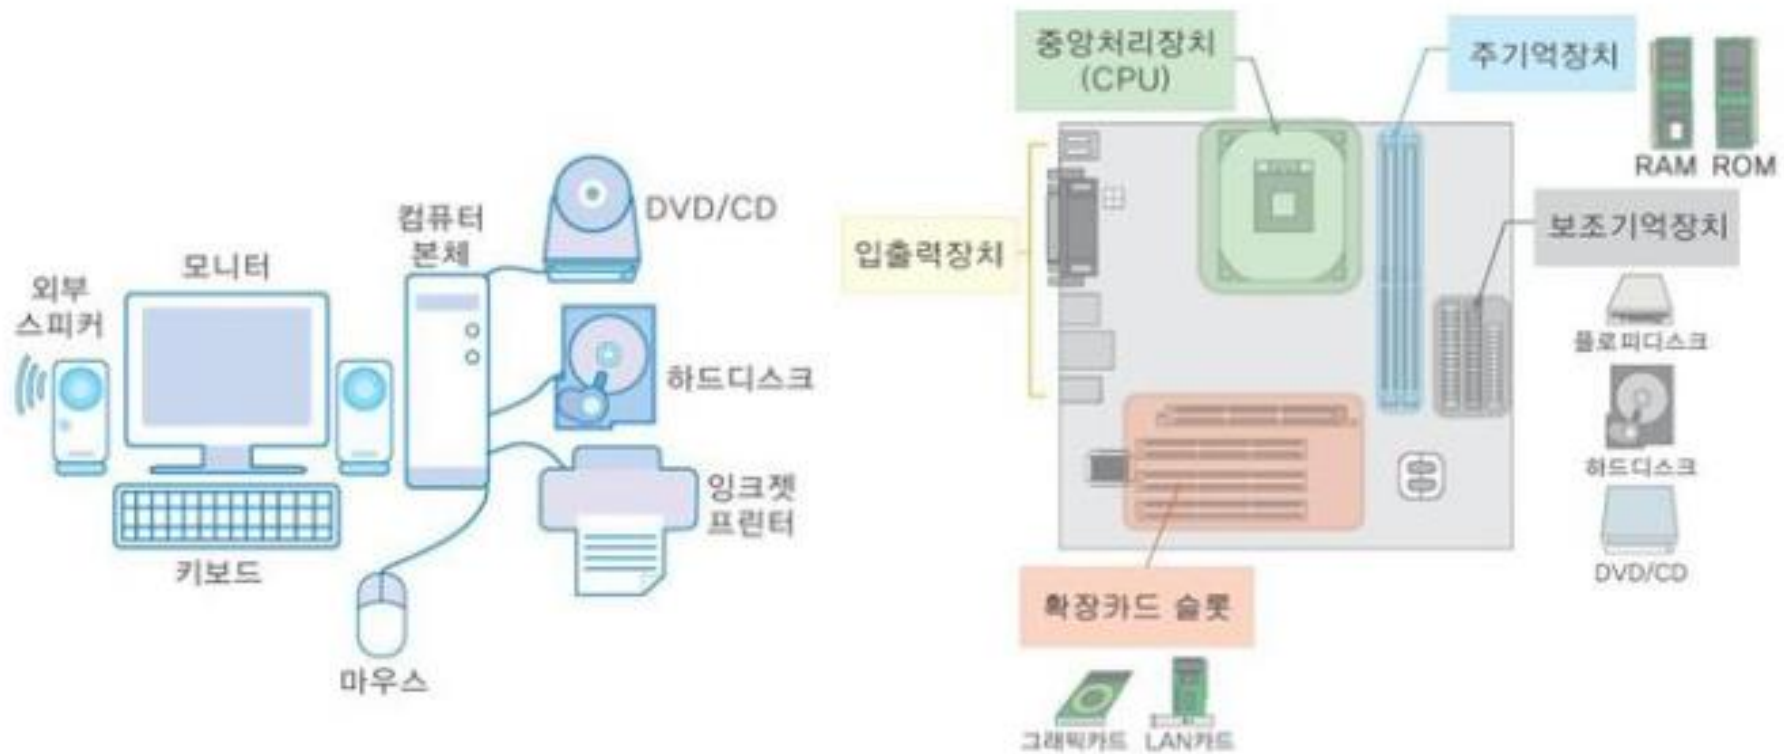 외부
스피커
모니터
컴퓨터
본체
DVD/CD
하드디스크
잉크젯
프린터
키보드
마우스
중앙처리장치
(CPU)
주기억장치
RAM ROM
입출력장치
보조기억장치
플로피디스크
하드디스크
DVD/CD
확장카드 슬롯
그래픽카드 LAN카드